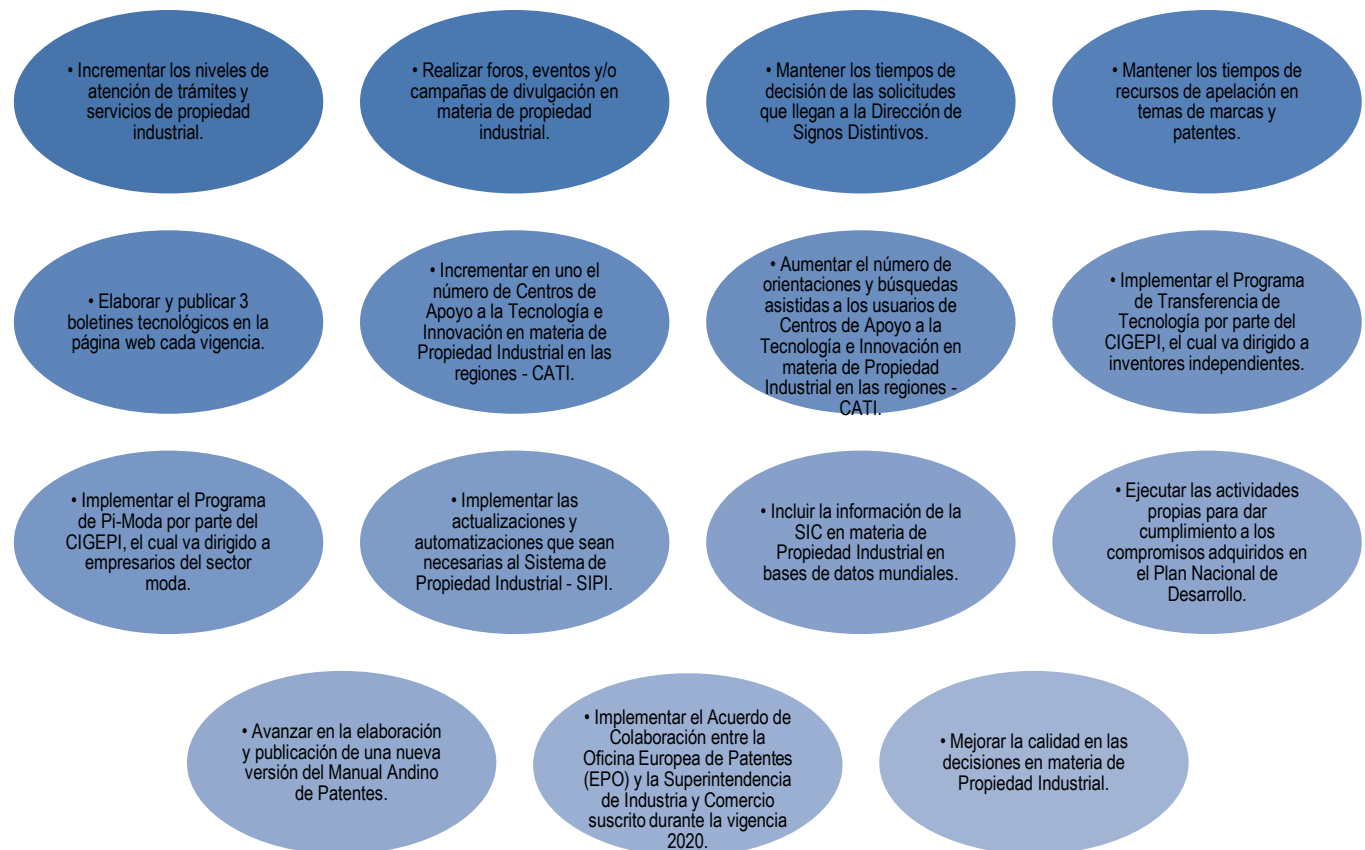 • Incrementar los niveles de
atención de trámites y
servicios de propiedad
industrial.
• Realizar foros, eventos y/o
campañas de divulgación en
materia de propiedad
industrial.
• Mantener los tiempos de
decisión de las solicitudes
que llegan a la Dirección de
Signos Distintivos.
• Mantener los tiempos de
recursos de apelación en
temas de marcas y
patentes.
• Elaborar y publicar 3
boletines tecnológicos en la
página web cada vigencia.
• Incrementar en uno el
número de Centros de
Apoyo a la Tecnología e
Innovación en materia de
Propiedad Industrial en las
regiones - CATI.
• Aumentar el número de
orientaciones y búsquedas
asistidas a los usuarios de
Centros de Apoyo a la
Tecnología e Innovación en
materia de Propiedad
Industrial en las regiones -
CATI.
• Implementar el Programa
de Transferencia de
Tecnología por parte del
CIGEPI, el cual va dirigido a
inventores independientes.
• Implementar el Programa
de Pi-Moda por parte del
CIGEPI, el cual va dirigido a
empresarios del sector
moda.
• Implementar las
actualizaciones y
automatizaciones que sean
necesarias al Sistema de
Propiedad Industrial - SIPI.
• Incluir la información de la
SIC en materia de
Propiedad Industrial en
bases de datos mundiales.
• Ejecutar las actividades
propias para dar
cumplimiento a los
compromisos adquiridos en
el Plan Nacional de
Desarrollo.
• Avanzar en la elaboración
y publicación de una nueva
versión del Manual Andino
de Patentes.
• Implementar el Acuerdo de
Colaboración entre la
Oficina Europea de Patentes
(EPO) y la Superintendencia
de Industria y Comercio
suscrito durante la vigencia
2020.
• Mejorar la calidad en las
decisiones en materia de
Propiedad Industrial.